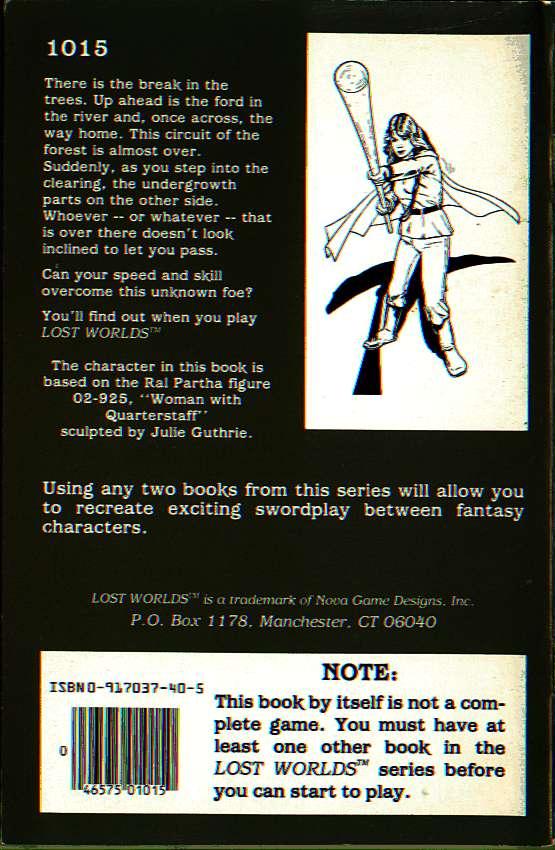 1015
There is the break in the
trees. Up ahead is the ford in
the river and, once across, the
way home. This circuit of the
forest is almost over.
Suddenly, as you step into the
clearing, the undergrowth
parts on the other side.
Whoever -- or whatever -- that
is over there doesn't look
inclined to let you pass.
Can your speed and skill
overcome this unknown foe?
You'll find out when you play
LOST WORLDS™
The character in this book is
based on the Ral Partha figure
02-925, "Woman with
Quarterstaff"
sculpted by Julie Guthrie.
Using any two books from this series will allow you
to recreate exciting swordplay between fantasy
characters.
LOST WORLDS™ is a trademark of Nova Game Designs, Inc.
P.O. Box 1178, Manchester, CT 06040
ISBN 0-917037-40-5
0
46575 01015
NOTE:
This book by itself is not a com-
plete game. You must have at
least one other book in the
LOST WORLDS™ series before
you can start to play.